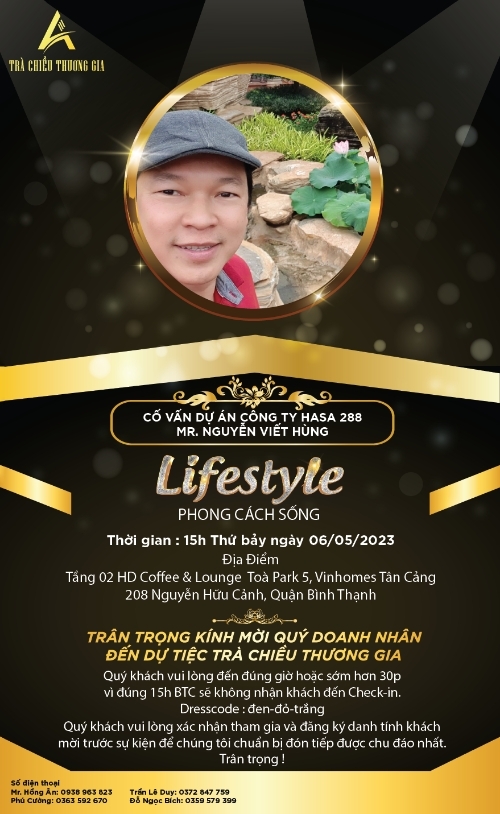 TRÀ CHIỀU THƯƠNG GIA
CỐ VẤN DỰ ÁN CÔNG TY HASA 288
MR. NGUYỄN VIẾT HÙNG
Lifestyle
PHONG CÁCH SỐNG
Thời gian : 15h Thứ bảy ngày 06/05/2023
Địa Điểm
Tầng 02 HD Coffee & Lounge Toà Park 5, Vinhomes Tân Cảng
208 Nguyễn Hữu Cảnh, Quận Bình Thạnh
TRÂN TRỌNG KÍNH MỜI QUÝ DOANH NHÂN
ĐẾN DỰ TIỆC TRÀ CHIỀU THƯƠNG GIA
Quý khách vui lòng đến đúng giờ hoặc sớm hơn 30p
vì đúng 15h BTC sẽ không nhận khách đến Check-in.
Dresscode : đen-đỏ-trắng
Quý khách vui lòng xác nhận tham gia và đăng ký danh tính khách
mời trước sự kiện để chúng tôi chuẩn bị đón tiếp được chu đáo nhất.
Trân trọng !
Số điện thoại
Mr. Hồng Ân: 0938 963 823 Trần Lê Duy: 0372 847 759
Phú Cường: 0363 592 670 Đỗ Ngọc Bích: 0359 579 399